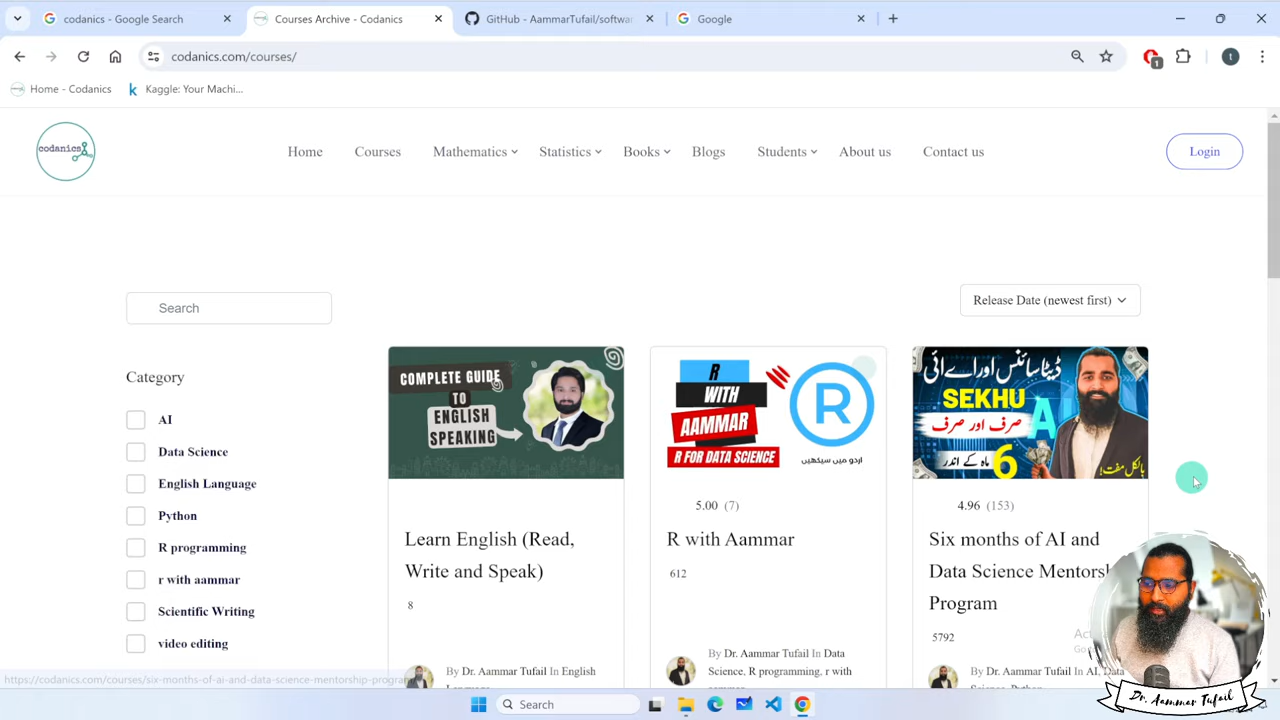 codanics - Google Search
Courses Archive - Codanics
GitHub - AammarTufail/softwa
Google
codanics.com/courses/
1
t
Home - Codanics
Kaggle: Your Machi...
codanics
Home
Courses
Mathematics
Statistics
Books
Blogs
Students
About us
Contact us
Login
Search
Release Date (newest first)
Category
AI
Data Science
English Language
Python
R programming
r with aammar
Scientific Writing
video editing
COMPLETE GUIDE
TO
ENGLISH
SPEAKING
Learn English (Read,
Write and Speak)
8
By Dr. Aammar Tufail In English
R
WITH
AAMMAR
R FOR DATA SCIENCE
R
اردو میں سیکھیں
5.00 (7)
R with Aammar
612
By Dr. Aammar Tufail In Data
Science, R programming, r with
ڈیٹا سائنس اور اے آئی
SEKHU
صرف اور صرف
6
ماہ کے اندر
بالکل مفت!
4.96 (153)
Six months of AI and
Data Science Mentorsh
Program
5792
By Dr. Aammar Tufail In AI, Data
https://codanics.com/courses/six-months-of-ai-and-data-science-mentorship-program
Search
Dr. Aammar Tufail